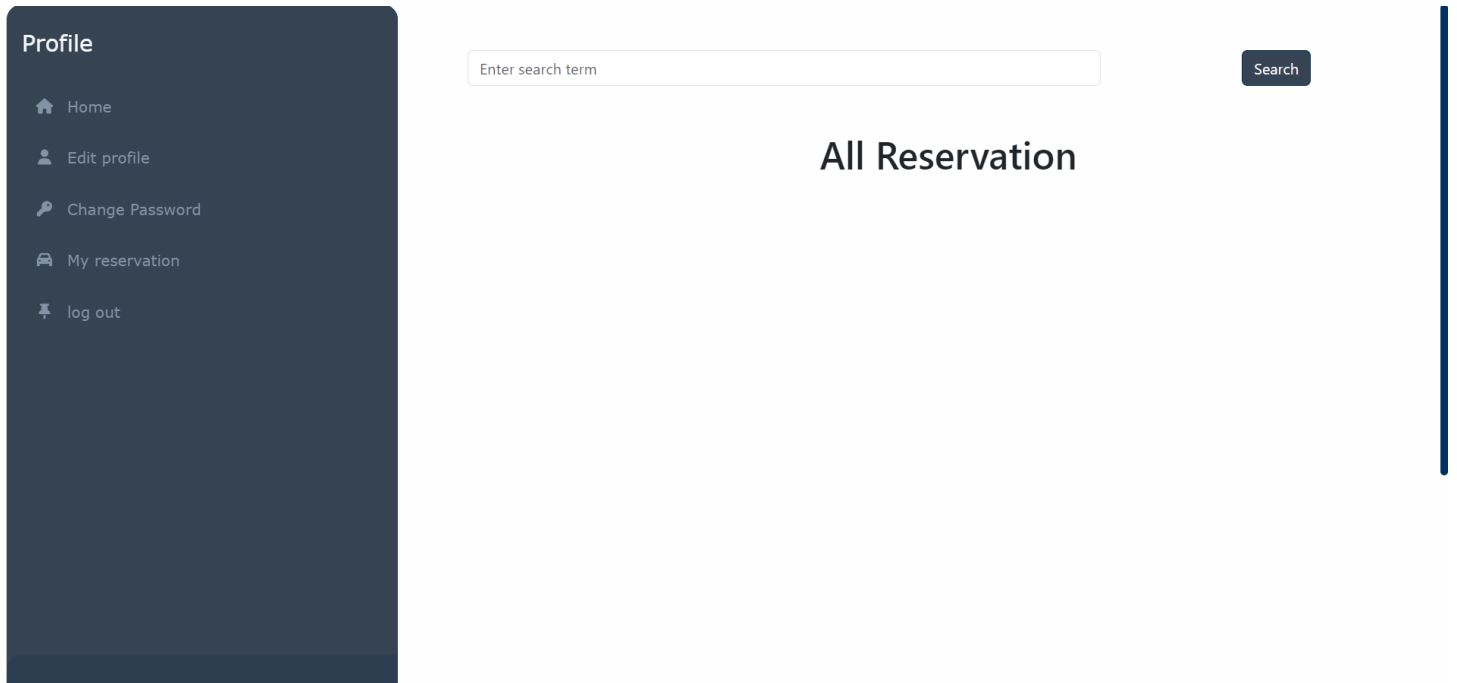 Profile
Home
Edit profile
Change Password
My reservation
log out
Enter search term
Search
All Reservation